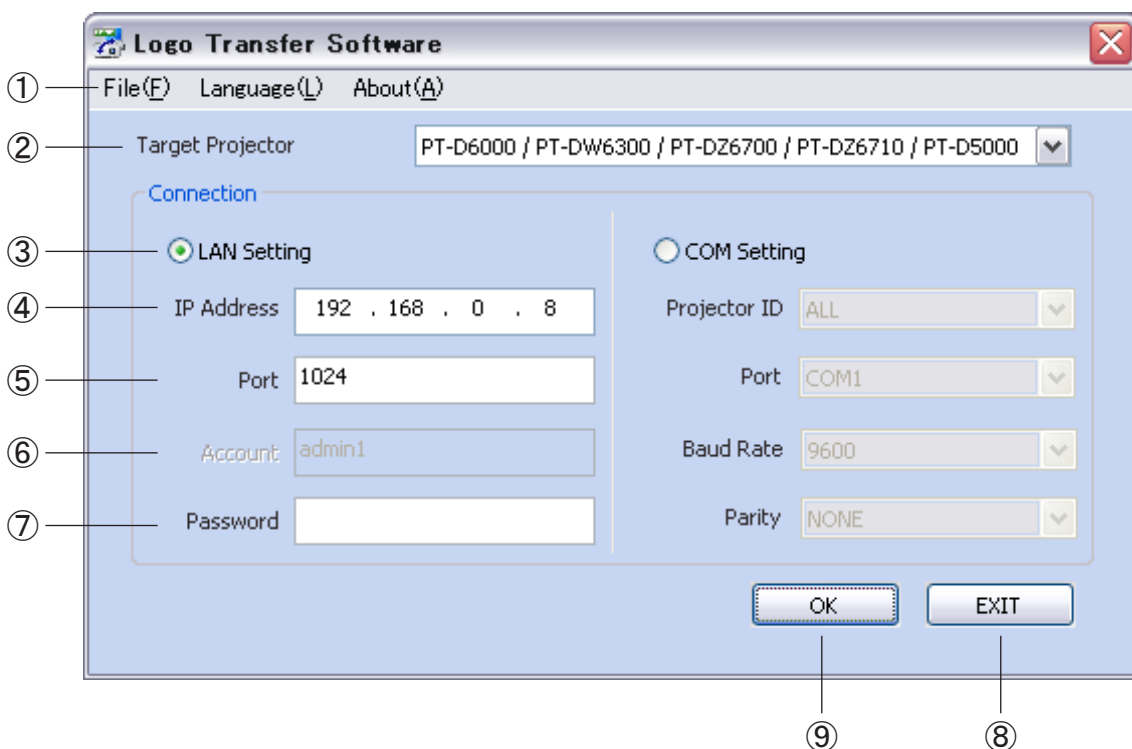 Logo Transfer Software
① File(F) Language(L) About(A)
② Target Projector PT-D6000 / PT-DW6300 / PT-DZ6700 / PT-DZ6710 / PT-D5000
Connection
③ LAN Setting COM Setting
④ IP Address 192 . 168 . 0 . 8 Projector ID ALL
⑤ Port 1024 Port COM1
⑥ Account admin1 Baud Rate 9600
⑦ Password Parity NONE
OK EXIT
⑨ ⑧